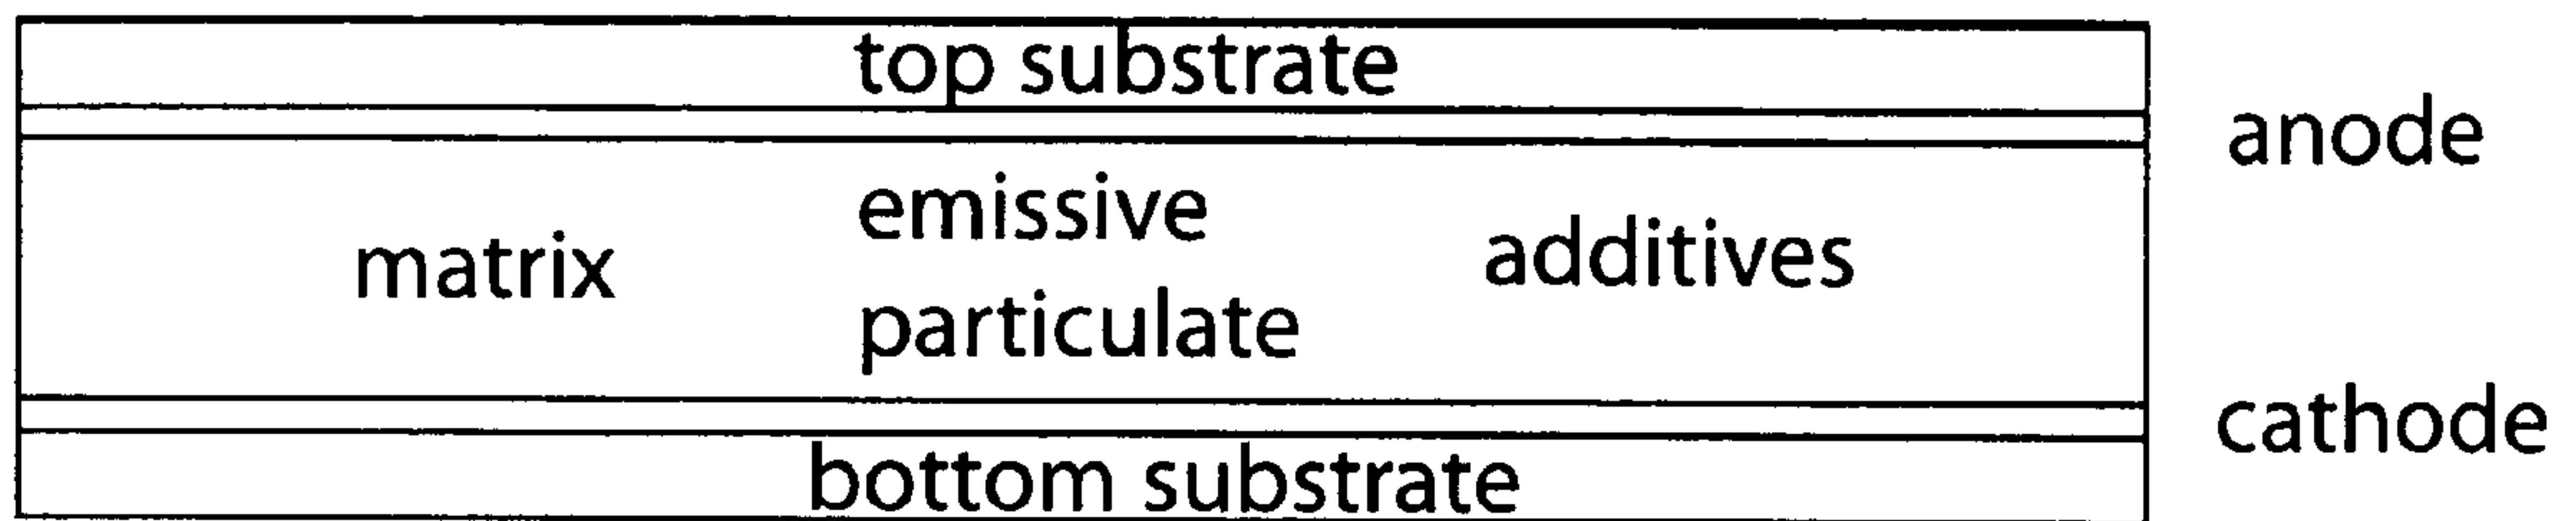 top substrate
anode
emissive
matrix
additives
particulate
cathode
bottom substrate